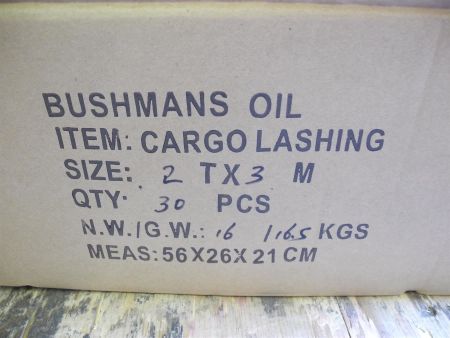 BUSHMANS OIL
ITEM: CARGO LASHING
SIZE: 2 TX3 M
QTY: 30 PCS
N.W./G.W.: 16 /16.5 KGS
MEAS: 56X26X21 CM